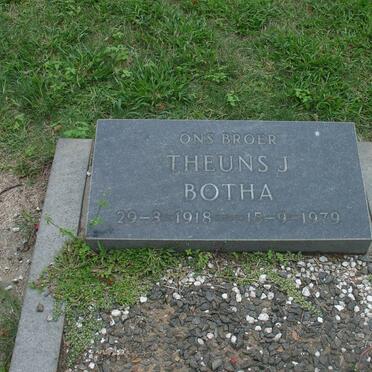 ONS BROER
THEUNS J
BOTHA
29-3-1918 — 15-9-1979